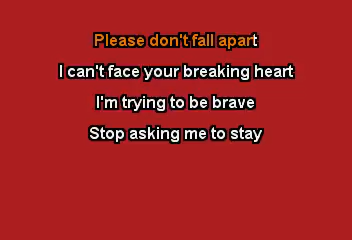 Please don't fall apart
I can't face your breaking heart
I'm trying to be brave
Stop asking me to stay